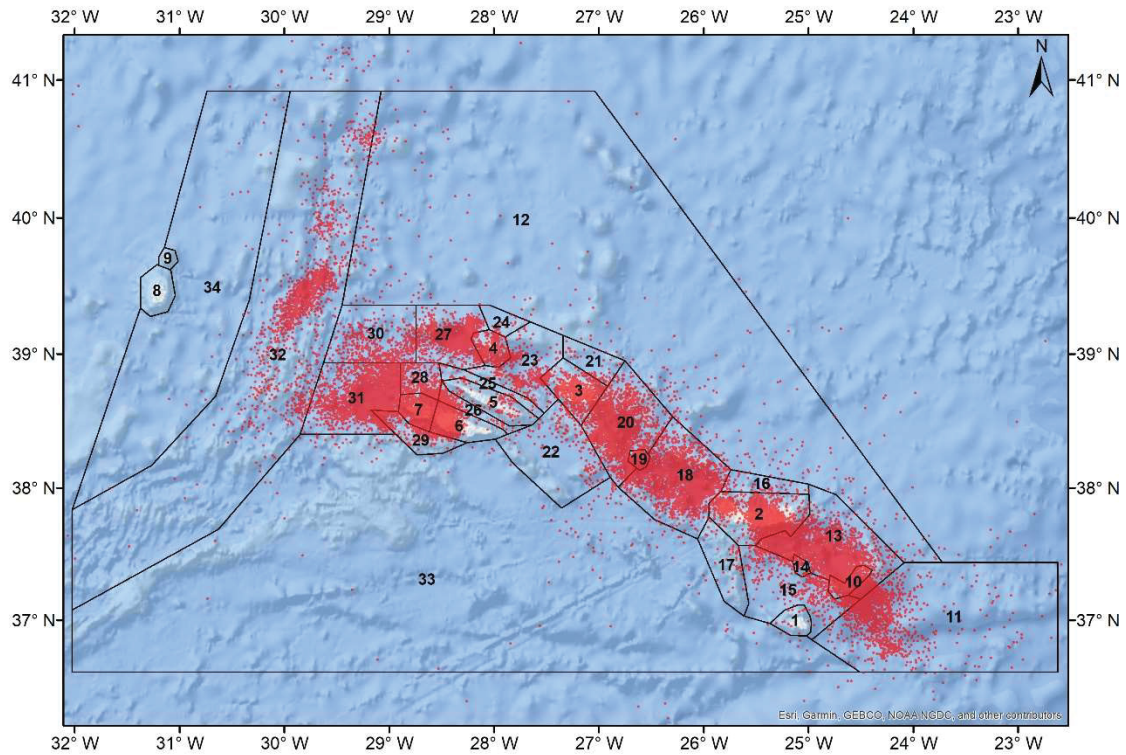 32° W 31° W 30° W 29° W 28° W 27° W 26° W 25° W 24° W 23° W
N
41° N 41° N
12
40° N 40° N
9
8 34
30 27 24
39° N 32 4 23 21 39° N
28 25
31 7 26 5 3
6 20
29
22 19
18
38° N 16 38° N
2
13
17 14
33 15 10
37° N 1 11 37° N
Esri, Garmin, GEBCO, NOAA NGDC, and other contributors
32° W 31° W 30° W 29° W 28° W 27° W 26° W 25° W 24° W 23° W